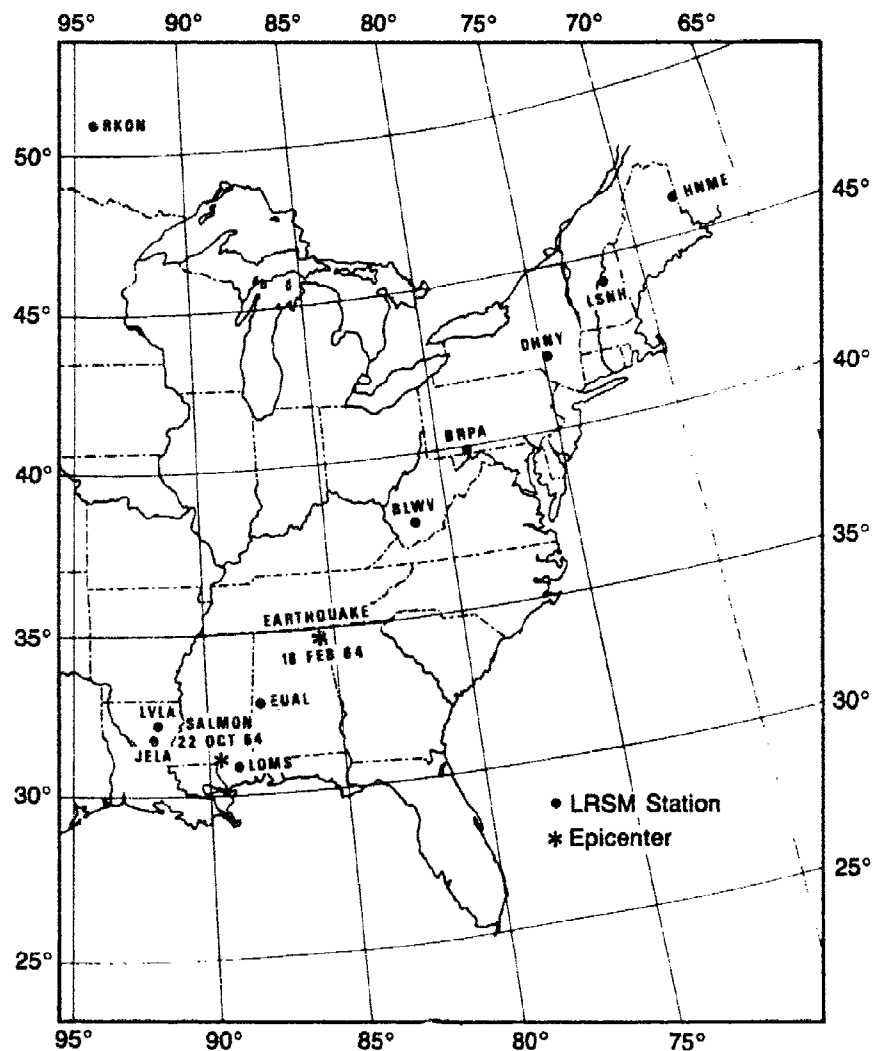 95° 90° 85° 80° 75° 70° 65°
RKON
50°
HNME
45°
LSNH
45°
DHNY
40°
BRPA
40°
BLWV
35°
EARTHQUAKE
35°
18 FEB 64
EUAL
30°
LVLA
SALMON
22 OCT 64
JELA
LDMS
30°
LRSM Station
Epicenter
25°
25°
95° 90° 85° 80° 75°